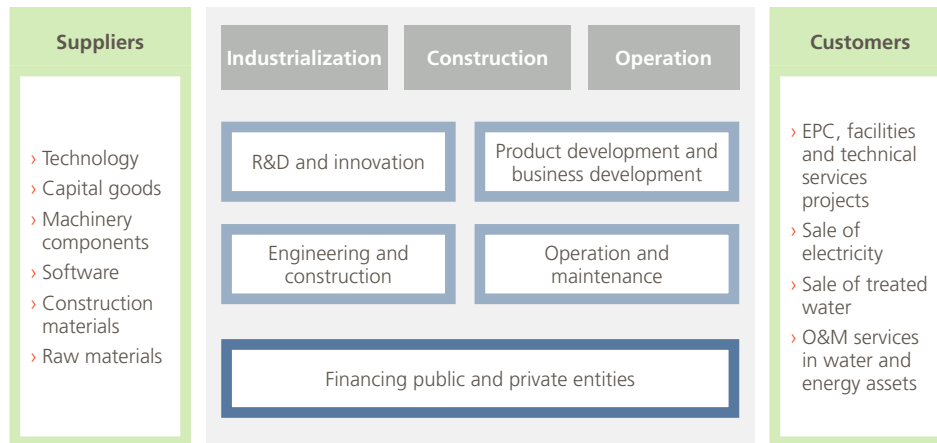 Suppliers
› Technology
› Capital goods
› Machinery
components
› Software
› Construction
materials
› Raw materials
Industrialization
Construction
Operation
R&D and innovation
Product development and
business development
Engineering and
construction
Operation and
maintenance
Financing public and private entities
Customers
› EPC, facilities
and technical
services
projects
› Sale of
electricity
› Sale of treated
water
› O&M services
in water and
energy assets